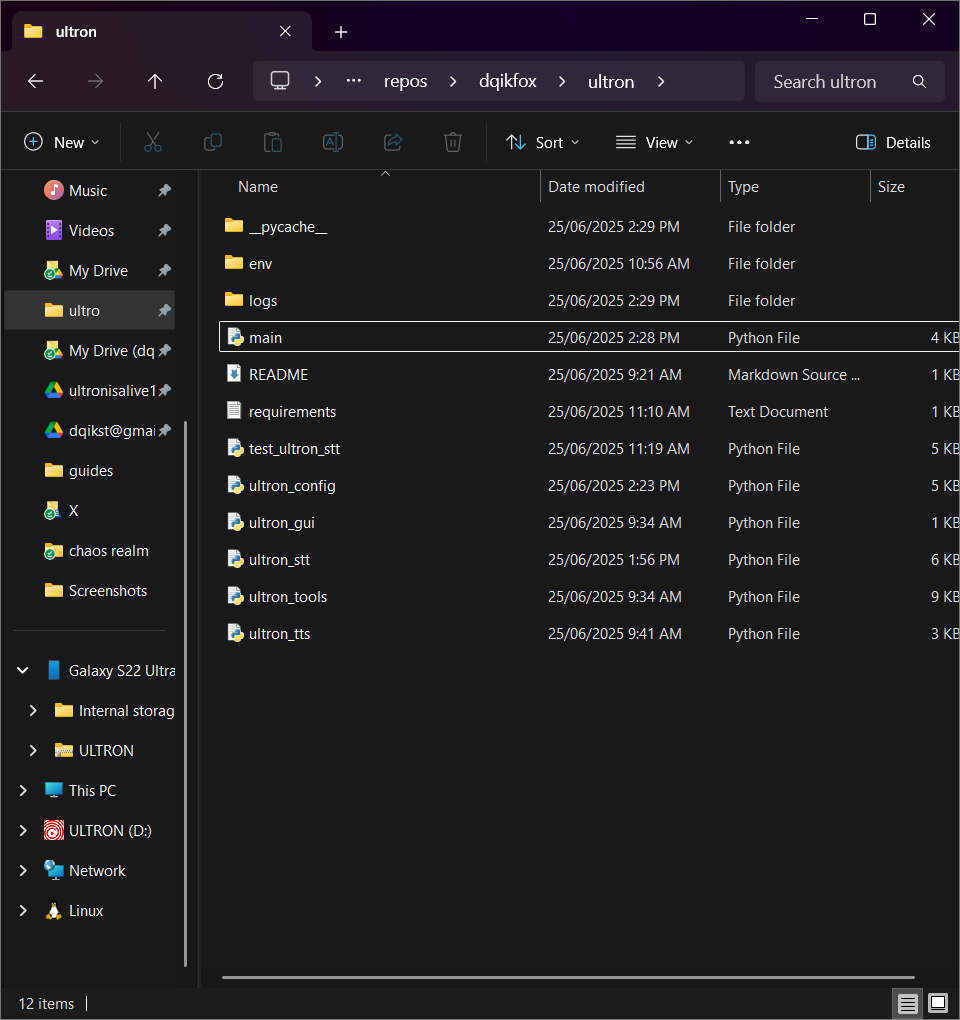 ultron
repos dqikfox ultron
Search ultron
New
Sort
View
Details
Music
Videos
My Drive
ultro
My Drive (dq
ultronisalive1
dqikst@gmai
guides
X
chaos realm
Screenshots
Galaxy S22 Ultra
Internal storag
ULTRON
This PC
ULTRON (D:)
Network
Linux
Name Date modified Type Size
__pycache__ 25/06/2025 2:29 PM File folder
env 25/06/2025 10:56 AM File folder
logs 25/06/2025 2:29 PM File folder
main 25/06/2025 2:28 PM Python File 4 KB
README 25/06/2025 9:21 AM Markdown Source ... 1 KB
requirements 25/06/2025 11:10 AM Text Document 1 KB
test_ultron_stt 25/06/2025 11:19 AM Python File 5 KB
ultron_config 25/06/2025 2:23 PM Python File 5 KB
ultron_gui 25/06/2025 9:34 AM Python File 1 KB
ultron_stt 25/06/2025 1:56 PM Python File 6 KB
ultron_tools 25/06/2025 9:34 AM Python File 9 KB
ultron_tts 25/06/2025 9:41 AM Python File 3 KB
12 items